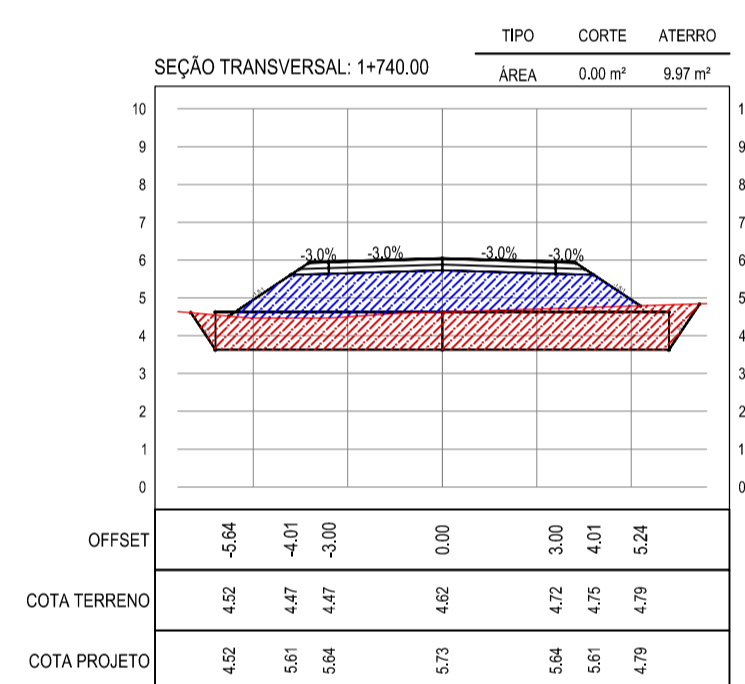 TIPO CORTE ATERRO
SEÇÃO TRANSVERSAL: 1+740.00
ÁREA 0.00 m² 9.97 m²
10 1
9 9
8 8
7 7
6 6
5 5
4 4
3 3
2 2
1 1
0 0
-3.0% -3.0% -3.0% -3.0%
OFFSET -5.64 -4.01 -3.00 0.00 3.00 4.01 5.24
COTA TERRENO 4.52 4.47 4.47 4.62 4.72 4.75 4.79
COTA PROJETO 4.52 5.61 5.64 5.73 5.64 5.61 4.79